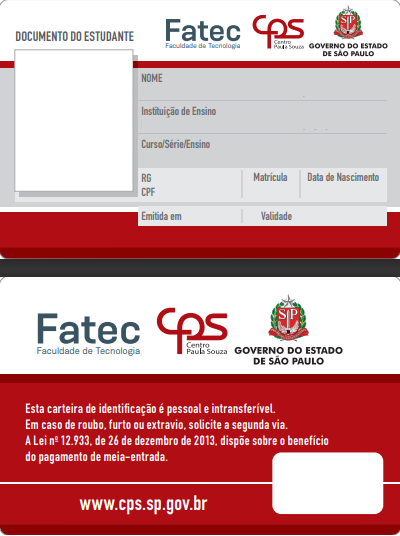 DOCUMENTO DO ESTUDANTE
Fatec
Faculdade de Tecnologia
CPS
Centro
Paula Souza
SP
GOVERNO DO ESTADO
DE SÃO PAULO
NOME
Instituição de Ensino
Curso/Série/Ensino
RG
CPF
Matrícula
Data de Nascimento
Emitida em
Validade
Fatec
Faculdade de Tecnologia
CPS
Centro
Paula Souza
SP
GOVERNO DO ESTADO
DE SÃO PAULO
Esta carteira de identificação é pessoal e intransferível.
Em caso de roubo, furto ou extravio, solicite a segunda via.
A Lei nº 12.933, de 26 de dezembro de 2013, dispõe sobre o benefício
do pagamento de meia-entrada.
www.cps.sp.gov.br